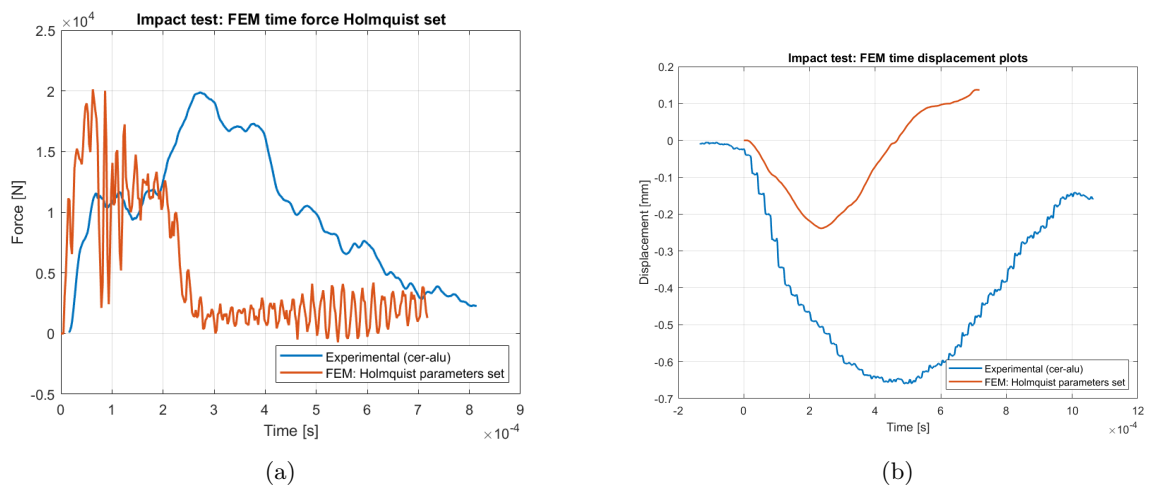 Impact test: FEM time force Holmquist set
×10^4
2.5
2
1.5
1
0.5
0
-0.5
Force [N]
0 1 2 3 4 5 6 7 8 9
Time [s]
×10^-4
Experimental (cer-alu)
FEM: Holmquist parameters set
(a)
Impact test: FEM time displacement plots
0.2
0.1
0
-0.1
-0.2
-0.3
-0.4
-0.5
-0.6
-0.7
Displacement [mm]
-2 0 2 4 6 8 10 12
Time [s]
×10^-4
Experimental (cer-alu)
FEM: Holmquist parameters set
(b)